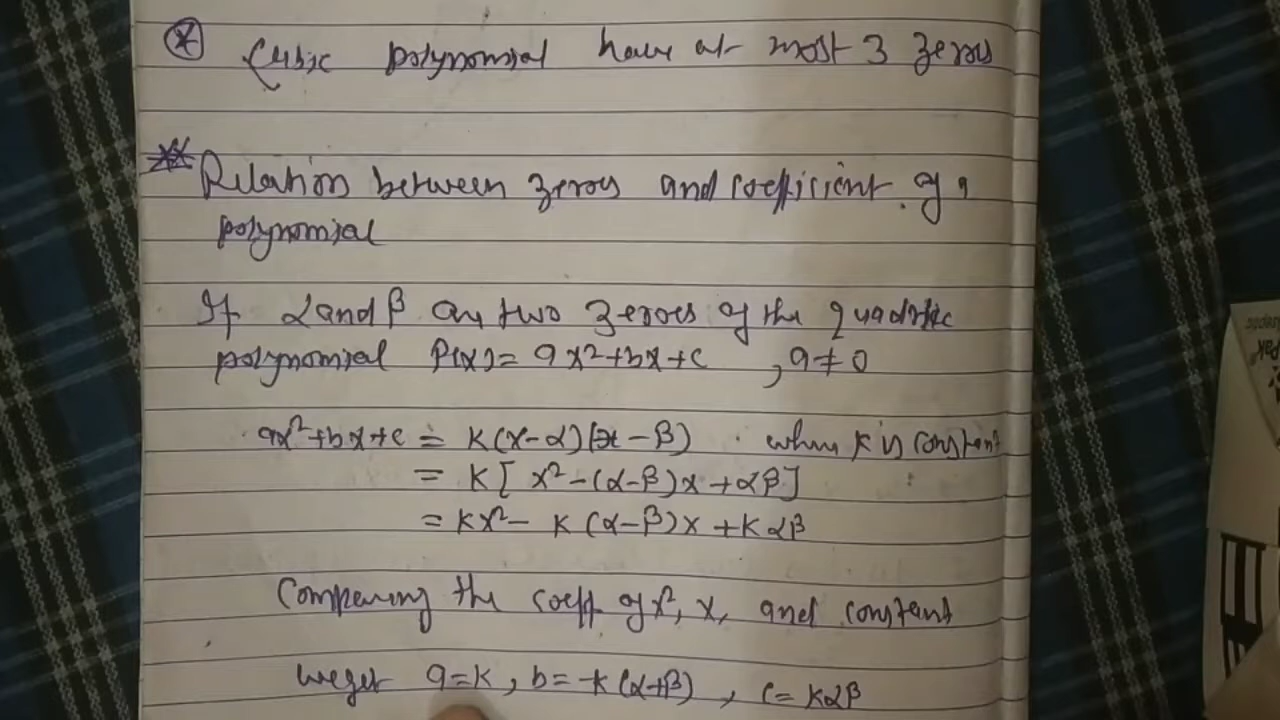 * Cubic polynomial have at most 3 zeros
** Relation between zeros and coefficient of a
polynomial
If α and β are two zeroes of the quadratic
polynomial P(x) = ax²+bx+c , a≠0
ax²+bx+c = K(x-α)(x-β) where K is constant
= K[x²-(α-β)x+αβ]
= Kx²- K(α-β)x+Kαβ
Comparing the coeff of x², x, and constant
we get a=K, b=-K(α+β), c=Kαβ